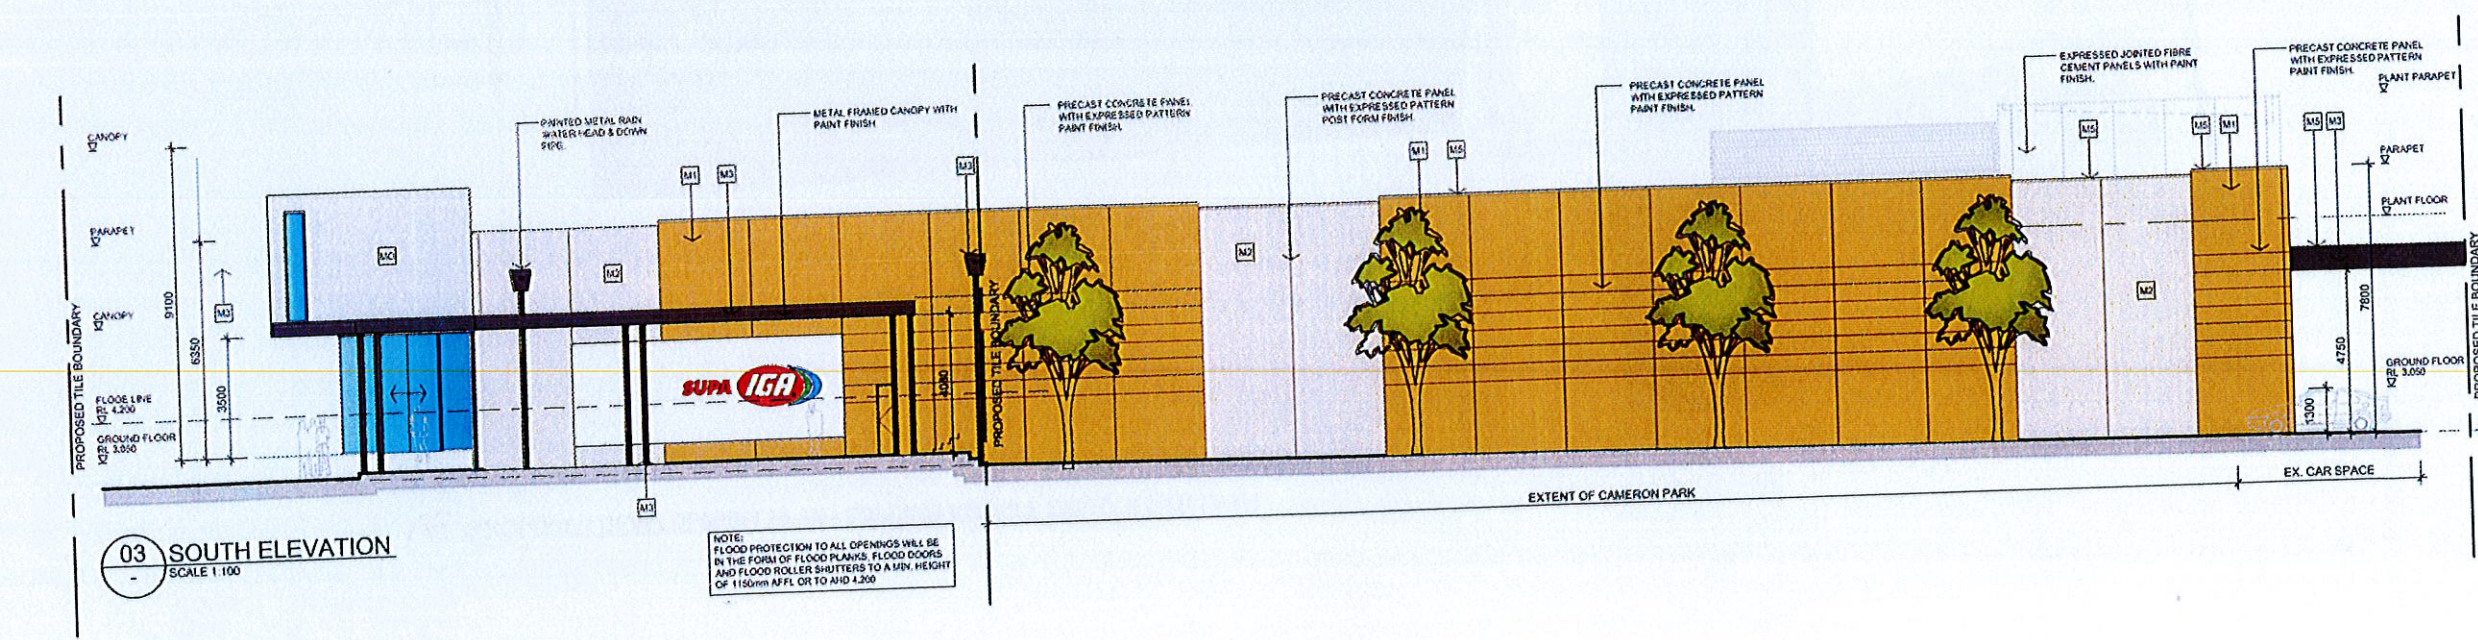 CANOPY
PARAPET
CANOPY
9100
6350
3500
M3
PROPOSED TILE BOUNDARY
RL 4.200
GROUND FLOOR
RL 3.050
PAINTED METAL RAIN
WATER HEAD & DOWN
PIPE.
M2
METAL FRAMED CANOPY WITH
PAINT FINISH
M1
M3
M3
SUPA IGA
4080
M3
PROPOSED TILE BOUNDARY
PRECAST CONCRETE PANEL
WITH EXPRESSED PATTERN
PAINT FINISH.
PRECAST CONCRETE PANEL
WITH EXPRESSED PATTERN
POST FORM FINISH.
M2
M1
M5
PRECAST CONCRETE PANEL
WITH EXPRESSED PATTERN
PAINT FINISH.
EXPRESSED JOINTED FIBRE
CEMENT PANELS WITH PAINT
FINISH.
M5
M5
M1
M2
PRECAST CONCRETE PANEL
WITH EXPRESSED PATTERN
PAINT FINISH.
PLANT PARAPET
M5
M3
PARAPET
PLANT FLOOR
7800
4750
1300
GROUND FLOOR
RL 3.050
PROPOSED TILE BOUNDARY
EXTENT OF CAMERON PARK
EX. CAR SPACE
03
-
SOUTH ELEVATION
SCALE 1:100
NOTE:
FLOOD PROTECTION TO ALL OPENINGS WILL BE
IN THE FORM OF FLOOD PLANKS, FLOOD DOORS
AND FLOOD ROLLER SHUTTERS TO A MIN. HEIGHT
OF 1150mm AFFL OR TO AHD 4.200